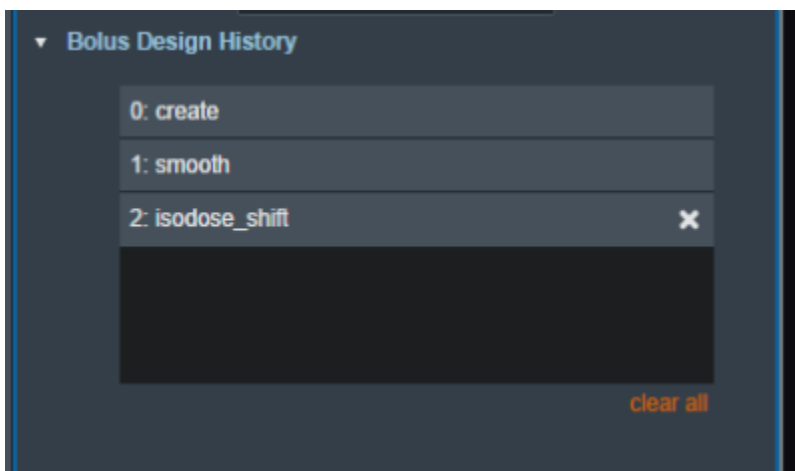 Bolus Design History
0: create
1: smooth
2: isodose_shift
clear all